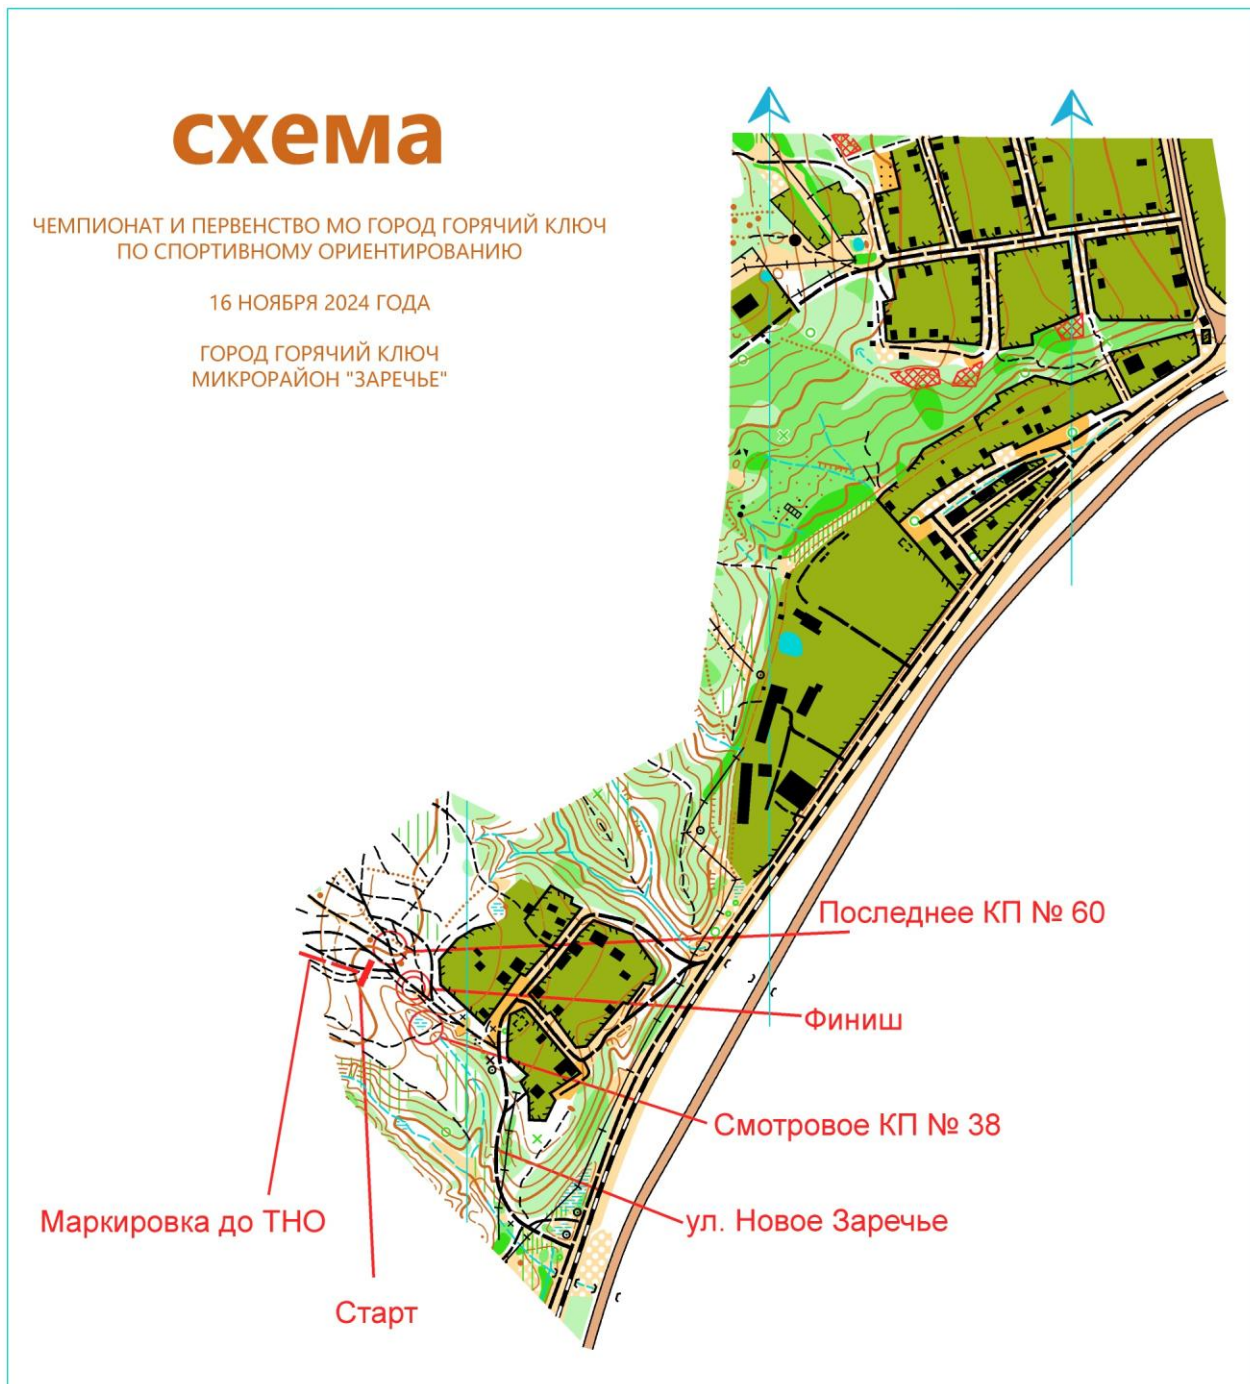 схема
ЧЕМПИОНАТ И ПЕРВЕНСТВО МО ГОРОД ГОРЯЧИЙ КЛЮЧ
ПО СПОРТИВНОМУ ОРИЕНТИРОВАНИЮ
16 НОЯБРЯ 2024 ГОДА
ГОРОД ГОРЯЧИЙ КЛЮЧ
МИКРОРАЙОН "ЗАРЕЧЬЕ"
Последнее КП № 60
Финиш
Смотровое КП № 38
ул. Новое Заречье
Маркировка до ТНО
Старт